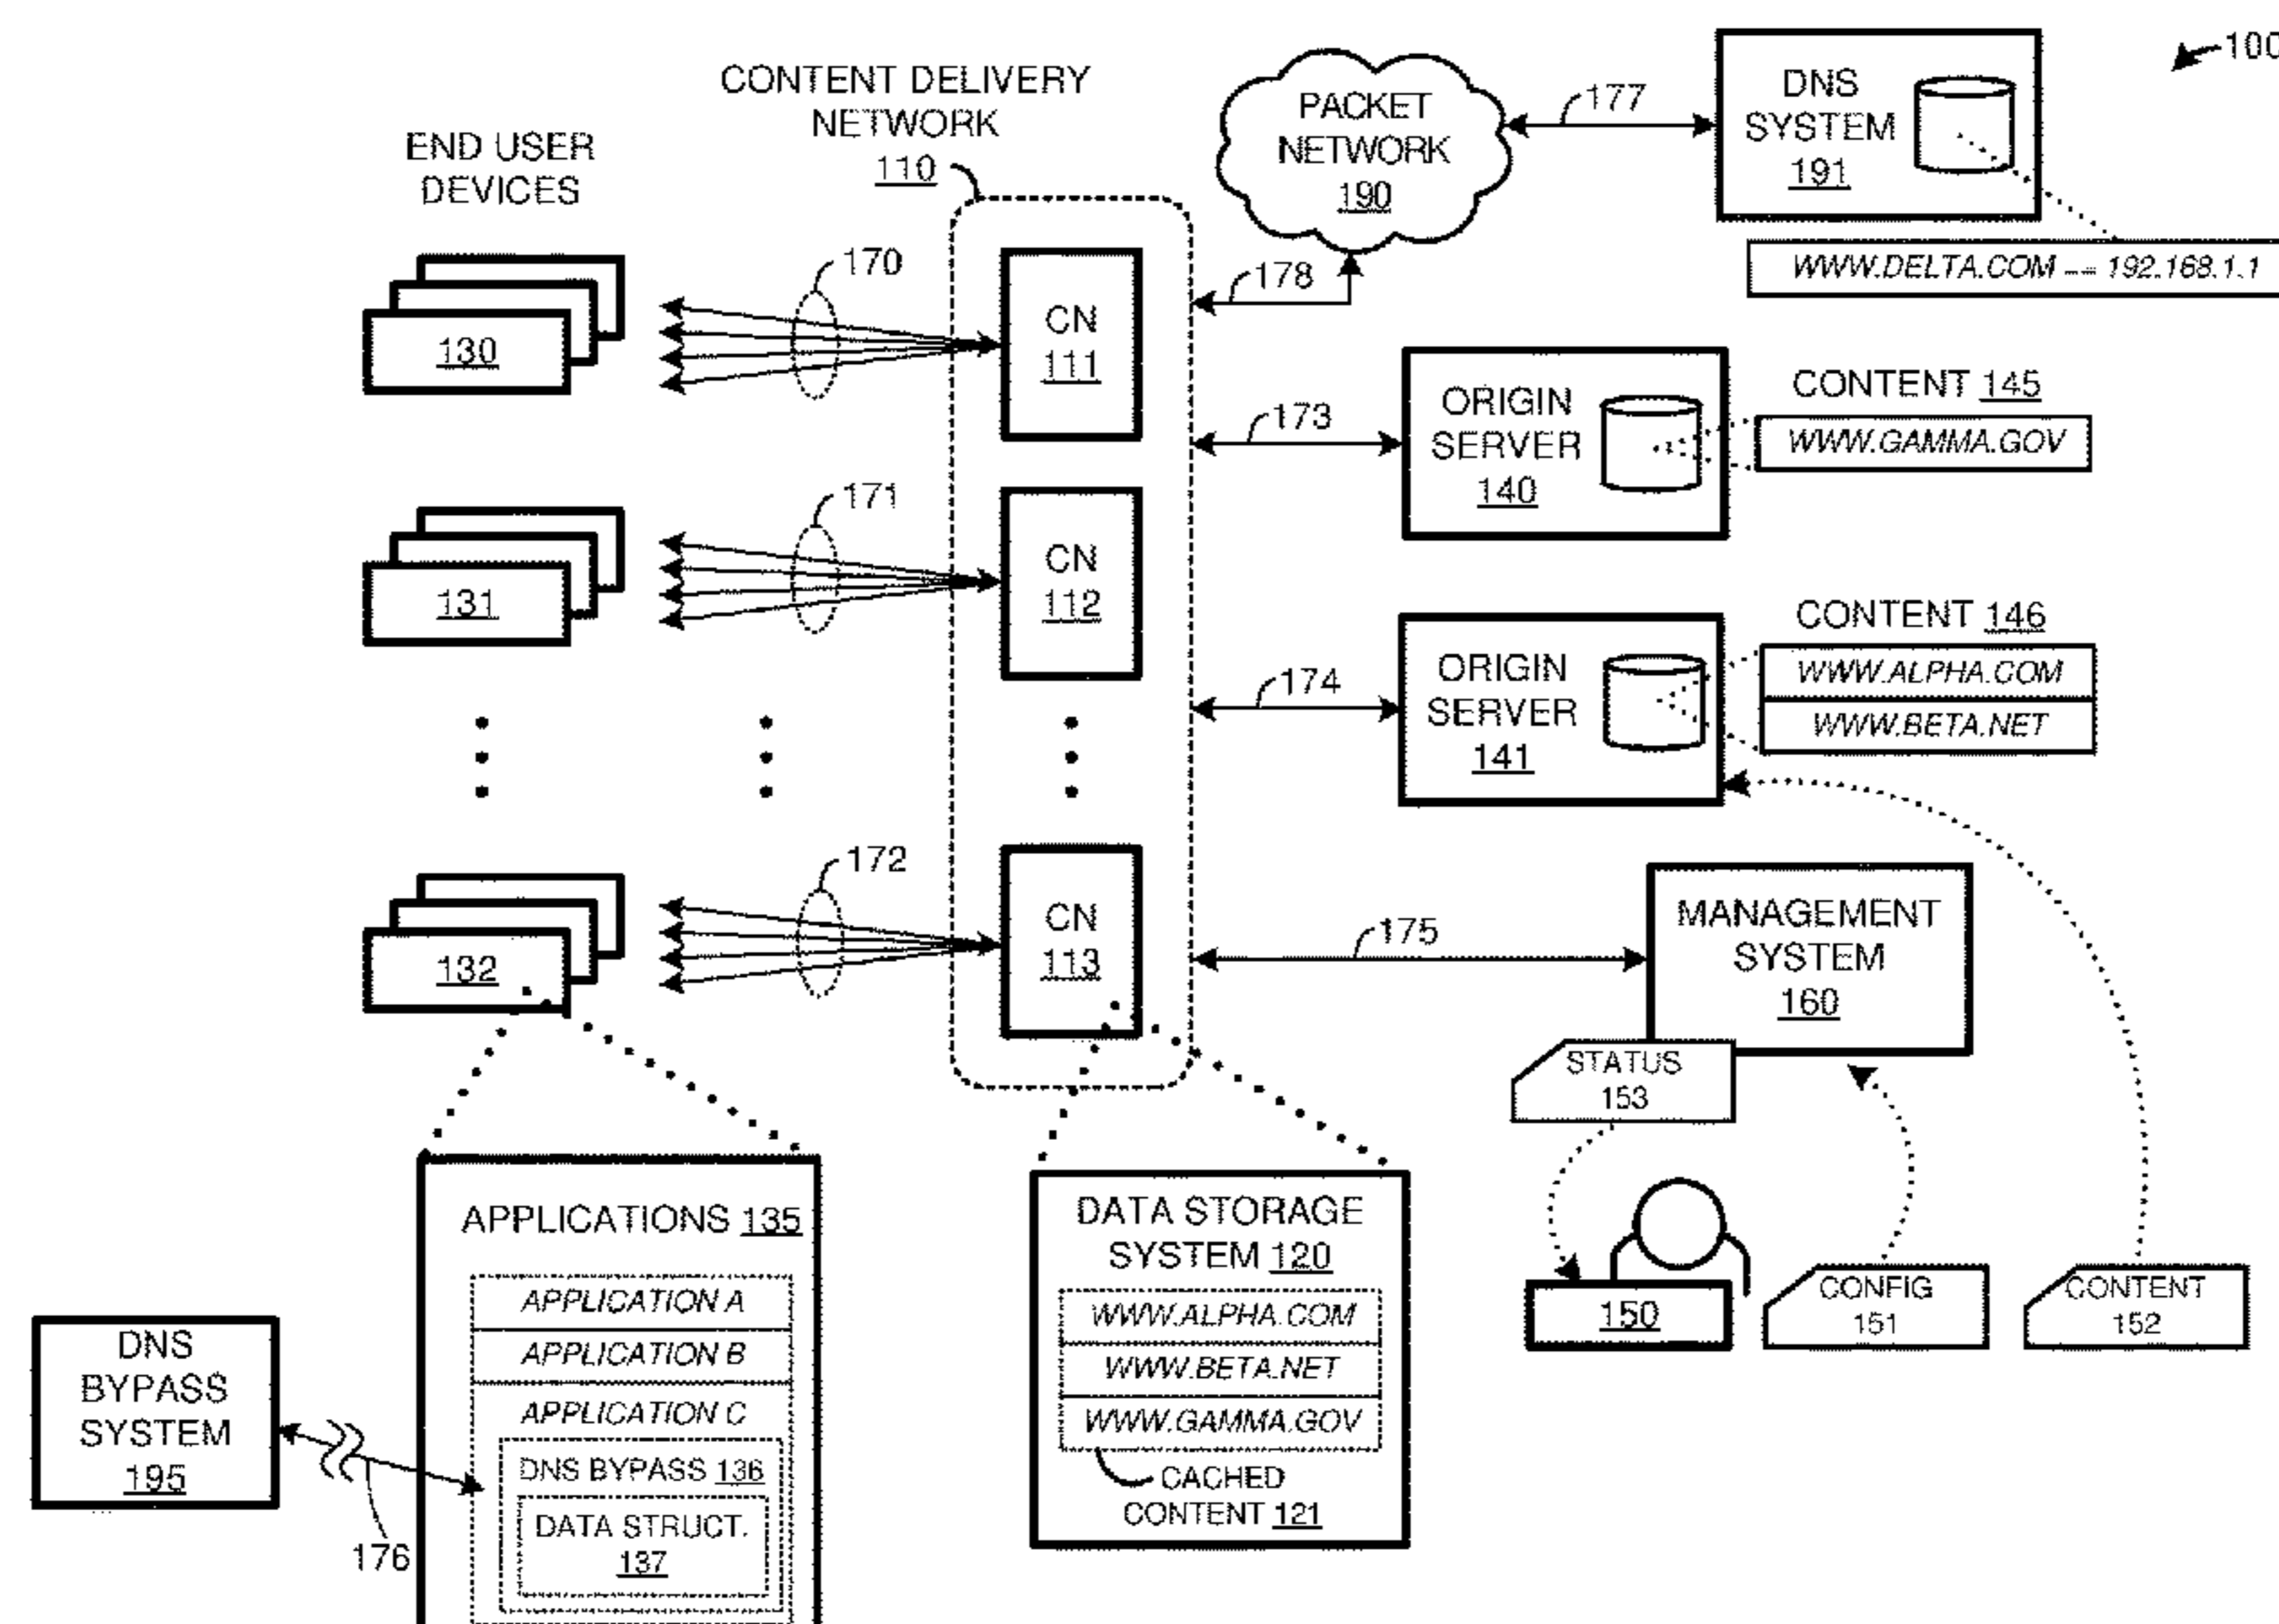 100
CONTENT DELIVERY
NETWORK
110
END USER
DEVICES
PACKET
NETWORK
190
177
DNS
SYSTEM
191
WWW.DELTA.COM -- 192.168.1.1
178
170
130
CN
111
173
ORIGIN
SERVER
140
CONTENT 145
WWW.GAMMA.GOV
171
131
CN
112
174
ORIGIN
SERVER
141
CONTENT 146
WWW.ALPHA.COM
WWW.BETA.NET
172
132
CN
113
175
MANAGEMENT
SYSTEM
160
STATUS
153
150
CONFIG
151
CONTENT
152
APPLICATIONS 135
APPLICATION A
APPLICATION B
APPLICATION C
DNS BYPASS 136
DATA STRUCT.
137
DNS
BYPASS
SYSTEM
195
176
DATA STORAGE
SYSTEM 120
WWW.ALPHA.COM
WWW.BETA.NET
WWW.GAMMA.GOV
CACHED
CONTENT 121